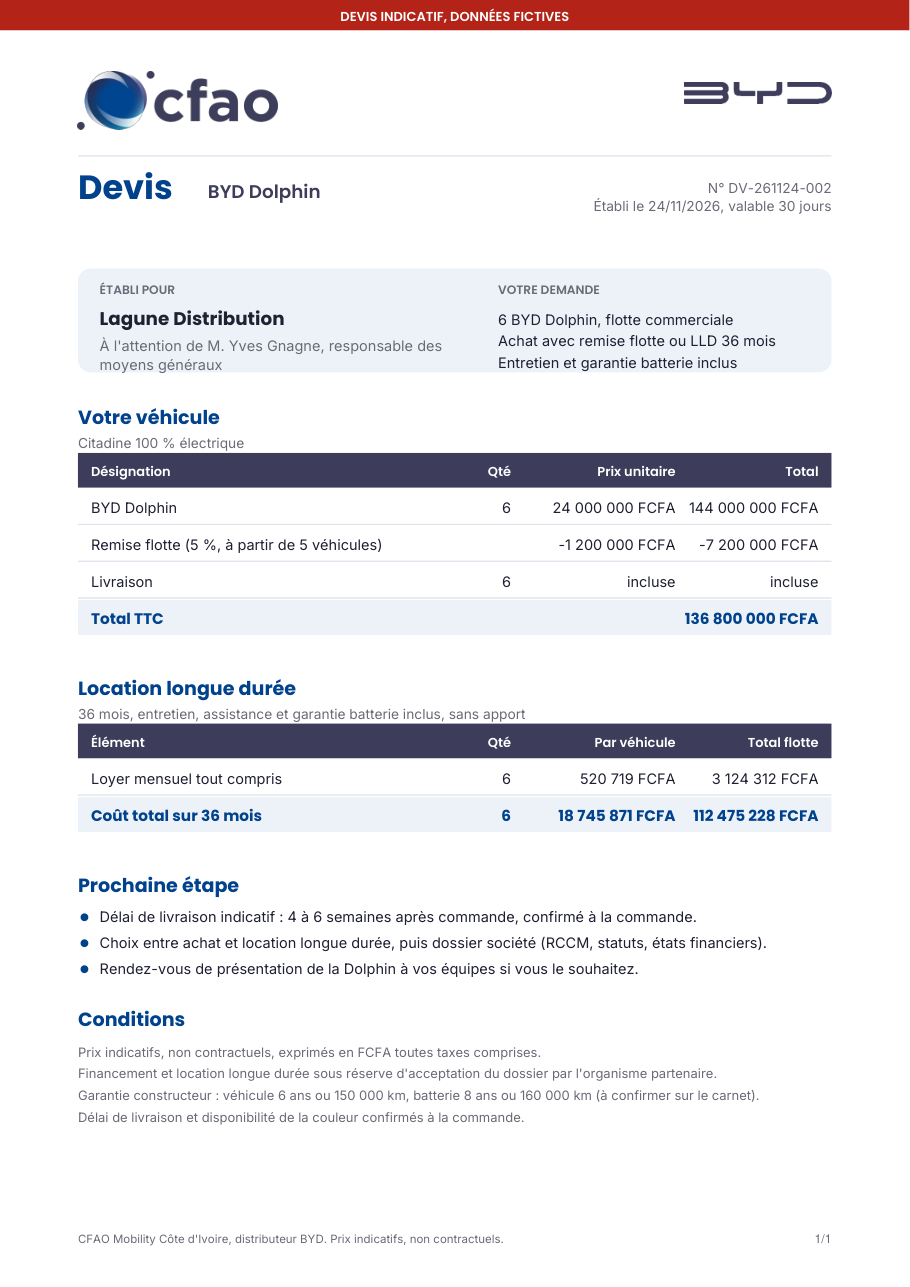 DEVIS INDICATIF, DONNÉES FICTIVES
cfao
BYD
Devis BYD Dolphin
N° DV-261124-002
Établi le 24/11/2026, valable 30 jours
ÉTABLI POUR
Lagune Distribution
À l'attention de M. Yves Gnagne, responsable des
moyens généraux
VOTRE DEMANDE
6 BYD Dolphin, flotte commerciale
Achat avec remise flotte ou LLD 36 mois
Entretien et garantie batterie inclus
Votre véhicule
Citadine 100 % électrique
Désignation Qté Prix unitaire Total
BYD Dolphin 6 24 000 000 FCFA 144 000 000 FCFA
Remise flotte (5 %, à partir de 5 véhicules) -1 200 000 FCFA -7 200 000 FCFA
Livraison 6 incluse incluse
Total TTC 136 800 000 FCFA
Location longue durée
36 mois, entretien, assistance et garantie batterie inclus, sans apport
Élément Qté Par véhicule Total flotte
Loyer mensuel tout compris 6 520 719 FCFA 3 124 312 FCFA
Coût total sur 36 mois 6 18 745 871 FCFA 112 475 228 FCFA
Prochaine étape
● Délai de livraison indicatif : 4 à 6 semaines après commande, confirmé à la commande.
● Choix entre achat et location longue durée, puis dossier société (RCCM, statuts, états financiers).
● Rendez-vous de présentation de la Dolphin à vos équipes si vous le souhaitez.
Conditions
Prix indicatifs, non contractuels, exprimés en FCFA toutes taxes comprises.
Financement et location longue durée sous réserve d'acceptation du dossier par l'organisme partenaire.
Garantie constructeur : véhicule 6 ans ou 150 000 km, batterie 8 ans ou 160 000 km (à confirmer sur le carnet).
Délai de livraison et disponibilité de la couleur confirmés à la commande.
CFAO Mobility Côte d'Ivoire, distributeur BYD. Prix indicatifs, non contractuels. 1/1